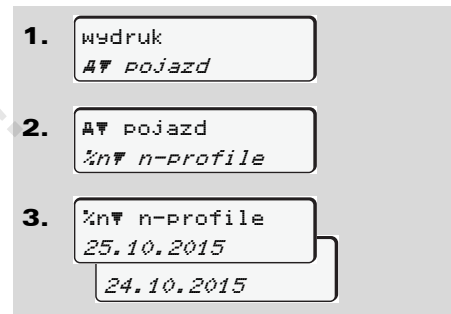 1.
wydruk
A▼ pojazd
2.
A▼ pojazd
%n▼ n-profile
3.
%n▼ n-profile
25.10.2015
24.10.2015